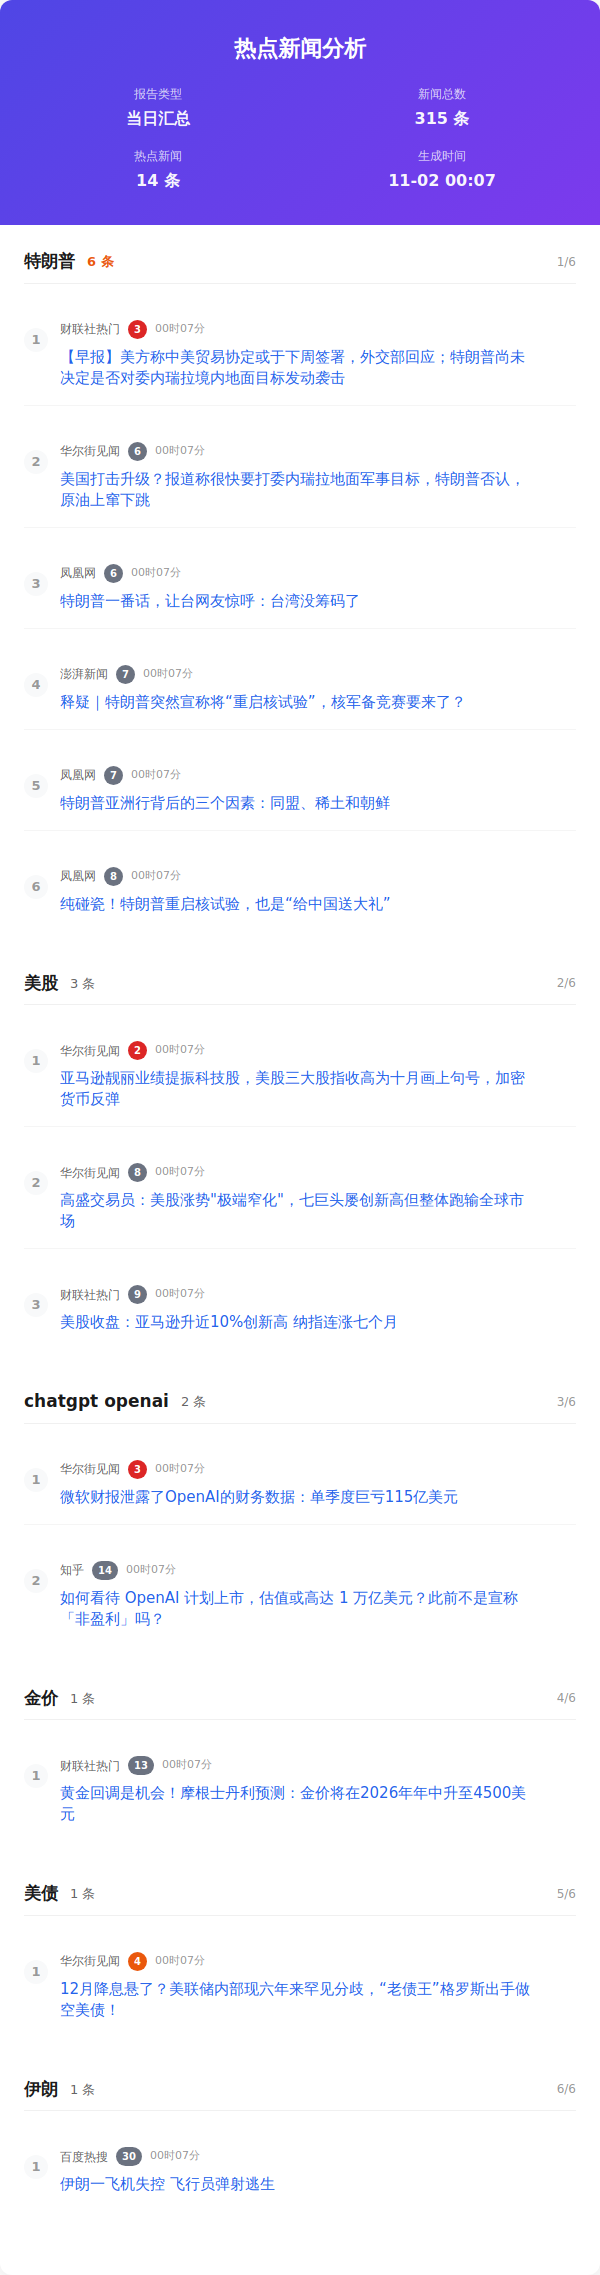 热点新闻分析
报告类型
当日汇总
新闻总数
315 条
热点新闻
14 条
生成时间
11-02 00:07
特朗普 6 条 1/6
1
财联社热门 3 00时07分
【早报】美方称中美贸易协定或于下周签署，外交部回应；特朗普尚未
决定是否对委内瑞拉境内地面目标发动袭击
2
华尔街见闻 6 00时07分
美国打击升级？报道称很快要打委内瑞拉地面军事目标，特朗普否认，
原油上窜下跳
3
凤凰网 6 00时07分
特朗普一番话，让台网友惊呼：台湾没筹码了
4
澎湃新闻 7 00时07分
释疑｜特朗普突然宣称将“重启核试验”，核军备竞赛要来了？
5
凤凰网 7 00时07分
特朗普亚洲行背后的三个因素：同盟、稀土和朝鲜
6
凤凰网 8 00时07分
纯碰瓷！特朗普重启核试验，也是“给中国送大礼”
美股 3 条 2/6
1
华尔街见闻 2 00时07分
亚马逊靓丽业绩提振科技股，美股三大股指收高为十月画上句号，加密
货币反弹
2
华尔街见闻 8 00时07分
高盛交易员：美股涨势"极端窄化"，七巨头屡创新高但整体跑输全球市
场
3
财联社热门 9 00时07分
美股收盘：亚马逊升近10%创新高 纳指连涨七个月
chatgpt openai 2 条 3/6
1
华尔街见闻 3 00时07分
微软财报泄露了OpenAI的财务数据：单季度巨亏115亿美元
2
知乎 14 00时07分
如何看待 OpenAI 计划上市，估值或高达 1 万亿美元？此前不是宣称
「非盈利」吗？
金价 1 条 4/6
1
财联社热门 13 00时07分
黄金回调是机会！摩根士丹利预测：金价将在2026年年中升至4500美
元
美债 1 条 5/6
1
华尔街见闻 4 00时07分
12月降息悬了？美联储内部现六年来罕见分歧，“老债王”格罗斯出手做
空美债！
伊朗 1 条 6/6
1
百度热搜 30 00时07分
伊朗一飞机失控 飞行员弹射逃生